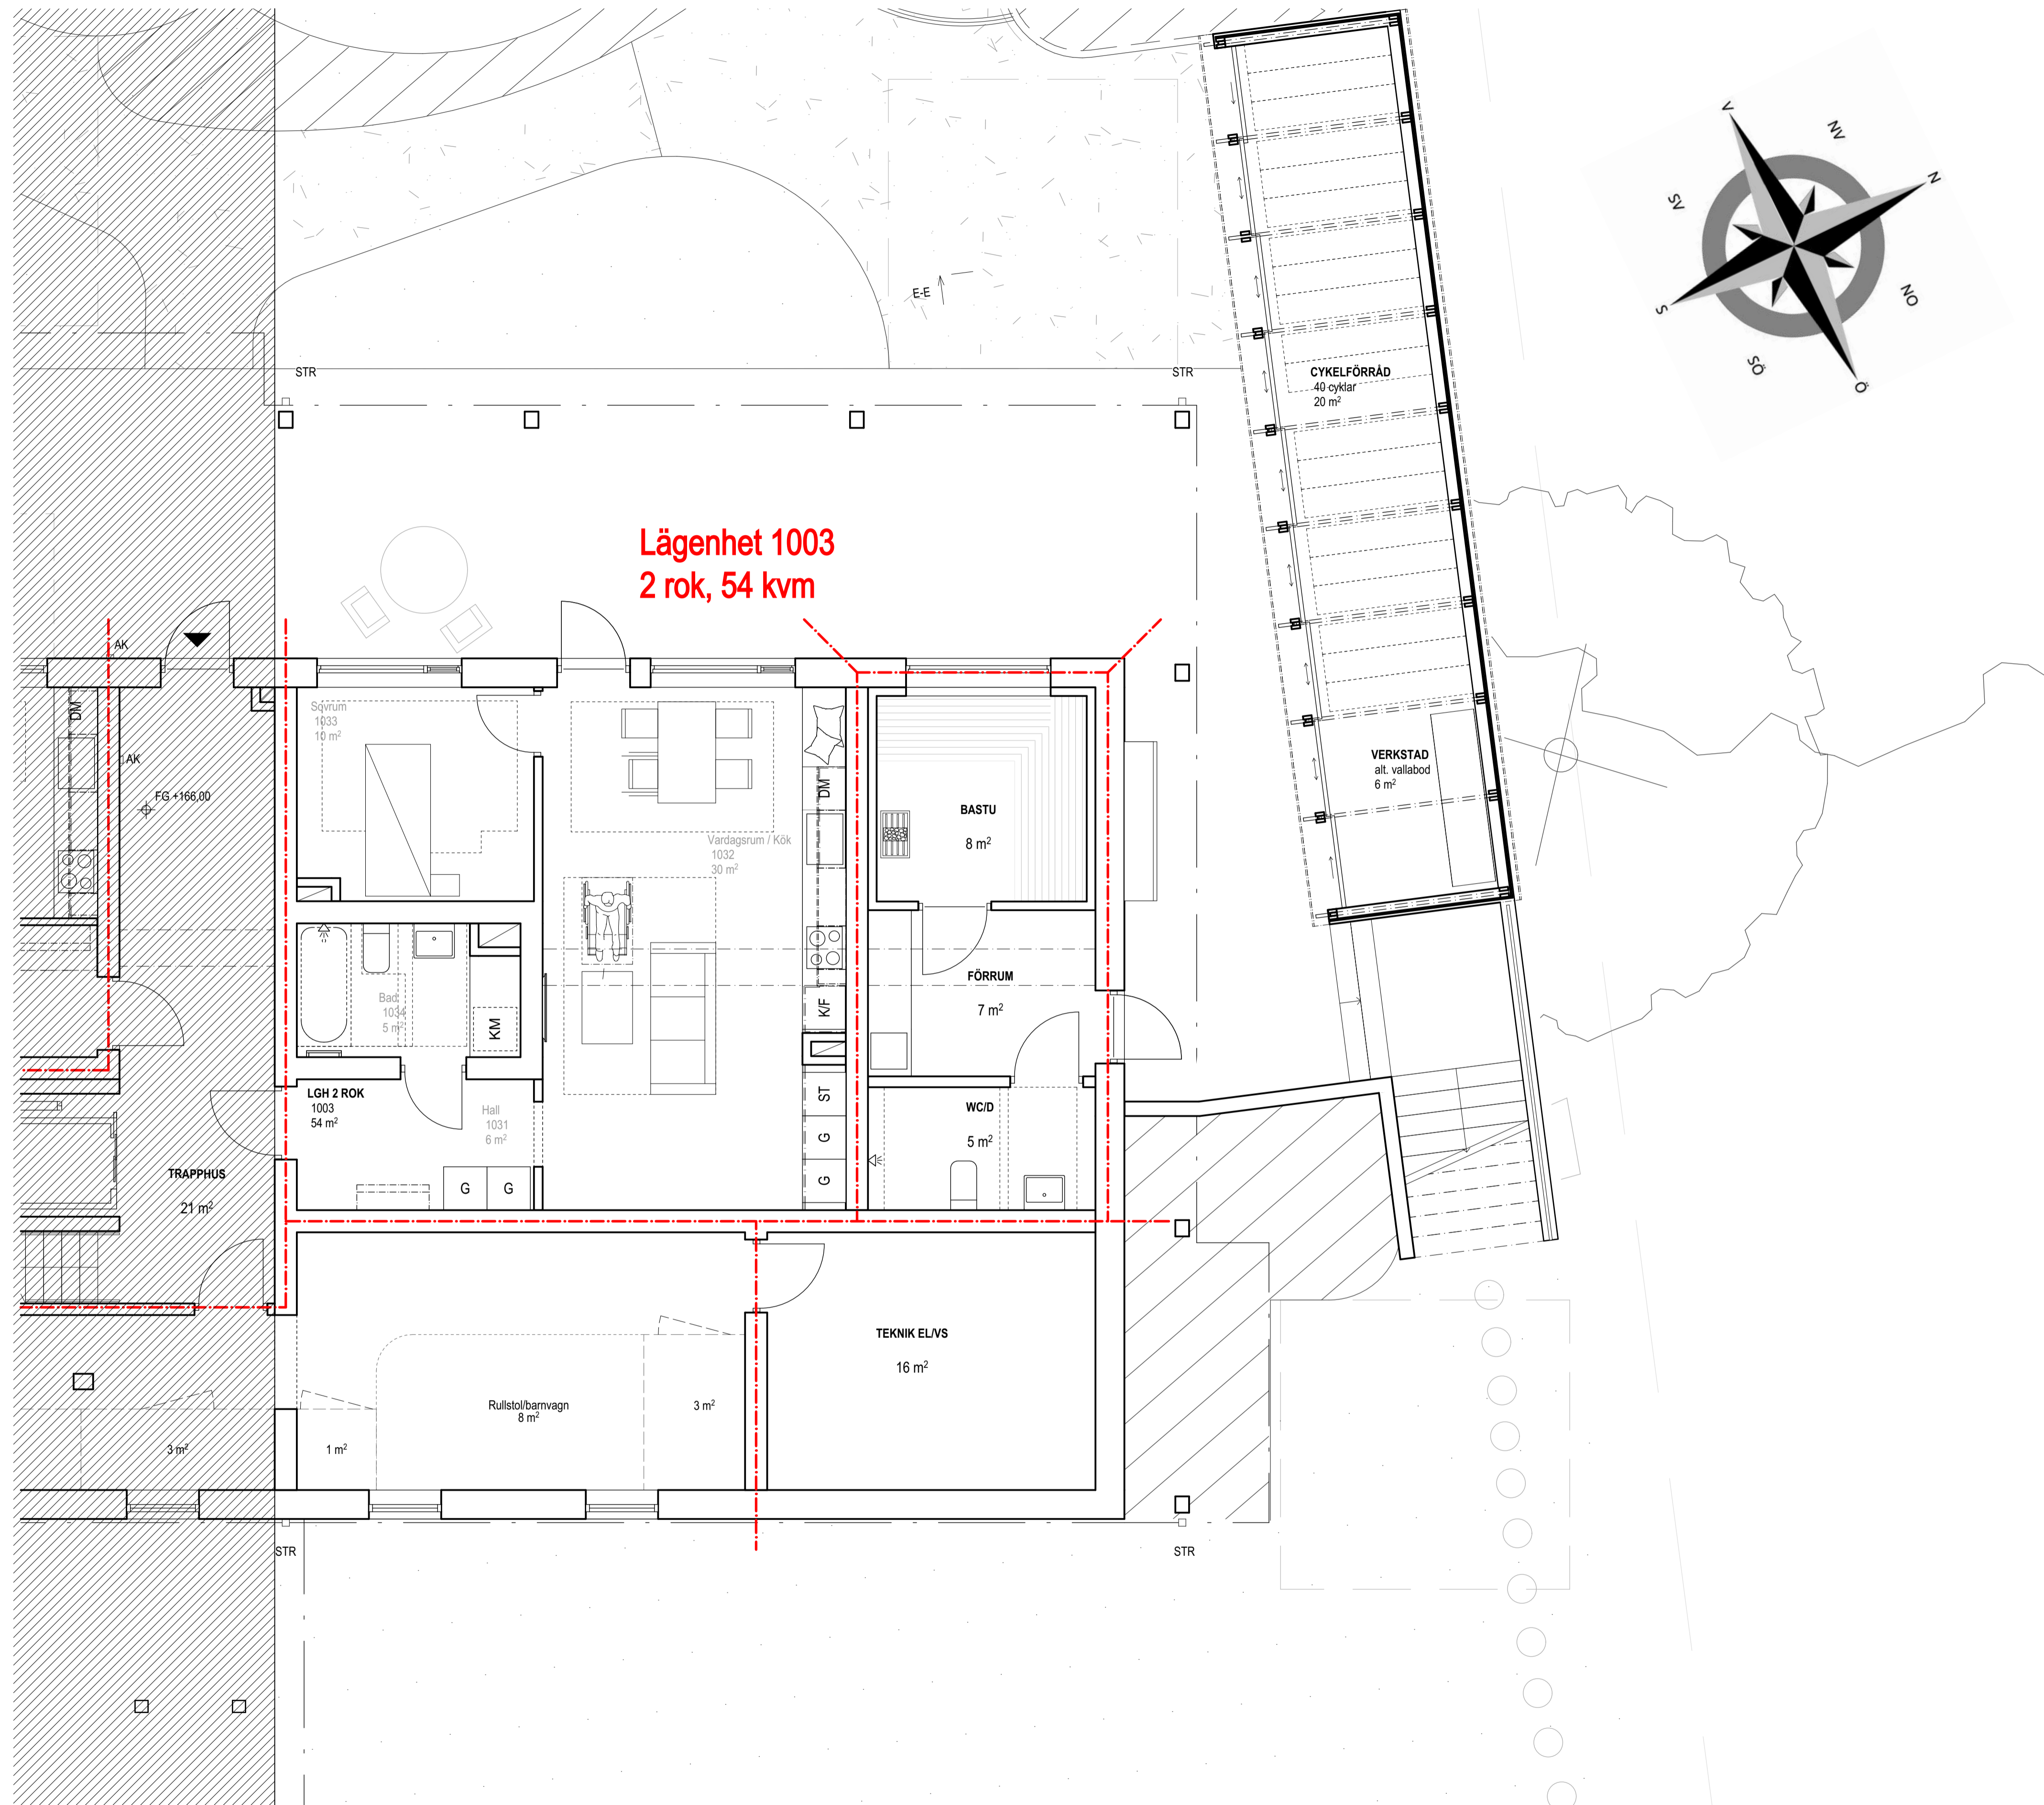 V
NV
N
SV
NO
S
SÖ
Ö
E-E
STR
STR
CYKELFÖRRÅD
40 cyklar
20 m²
Lägenhet 1003
2 rok, 54 kvm
AK
DM
AK
FG +166,00
Sovrum
1033
10 m²
DM
Vardagsrum / Kök
1032
30 m²
BASTU
8 m²
VERKSTAD
alt. vallabod
6 m²
Bad
1034
5 m²
KM
K/F
FÖRRUM
7 m²
LGH 2 ROK
1003
54 m²
Hall
1031
6 m²
ST
G
G
WC/D
5 m²
TRAPPHUS
21 m²
G
G
TEKNIK EL/VS
16 m²
Rullstol/barnvagn
8 m²
3 m²
3 m²
1 m²
STR
STR